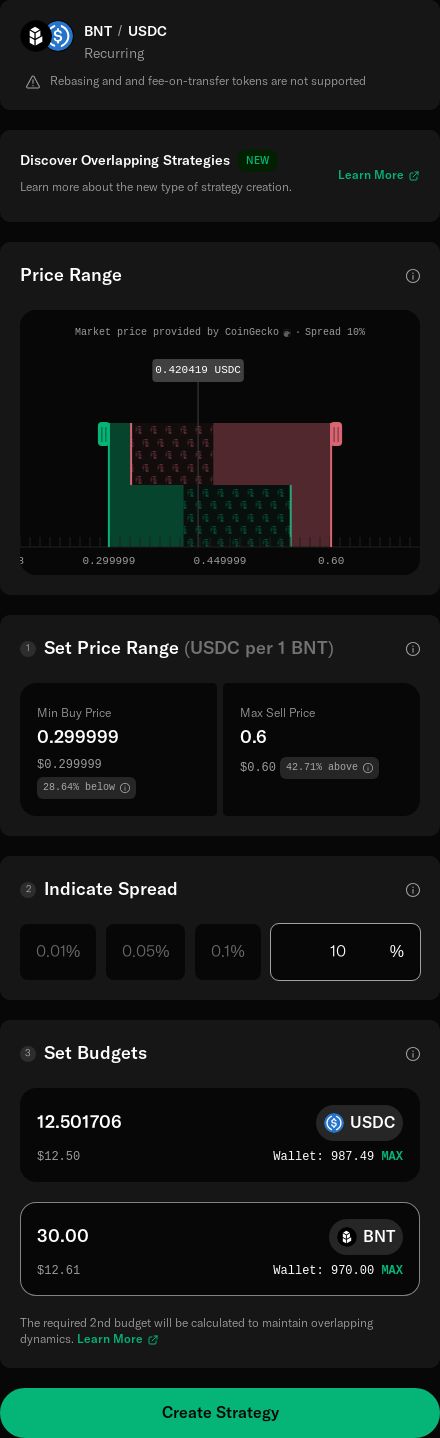 BNT / USDC
Recurring
Rebasing and and fee-on-transfer tokens are not supported
Discover Overlapping Strategies NEW
Learn more about the new type of strategy creation.
Learn More
Price Range
Market price provided by CoinGecko · Spread 10%
0.420419 USDC
0.299999 0.449999 0.60
1 Set Price Range (USDC per 1 BNT)
Min Buy Price
0.299999
$0.299999
28.64% below
Max Sell Price
0.6
$0.60 42.71% above
2 Indicate Spread
0.01% 0.05% 0.1% 10 %
3 Set Budgets
12.501706 USDC
$12.50 Wallet: 987.49 MAX
30.00 BNT
$12.61 Wallet: 970.00 MAX
The required 2nd budget will be calculated to maintain overlapping
dynamics. Learn More
Create Strategy